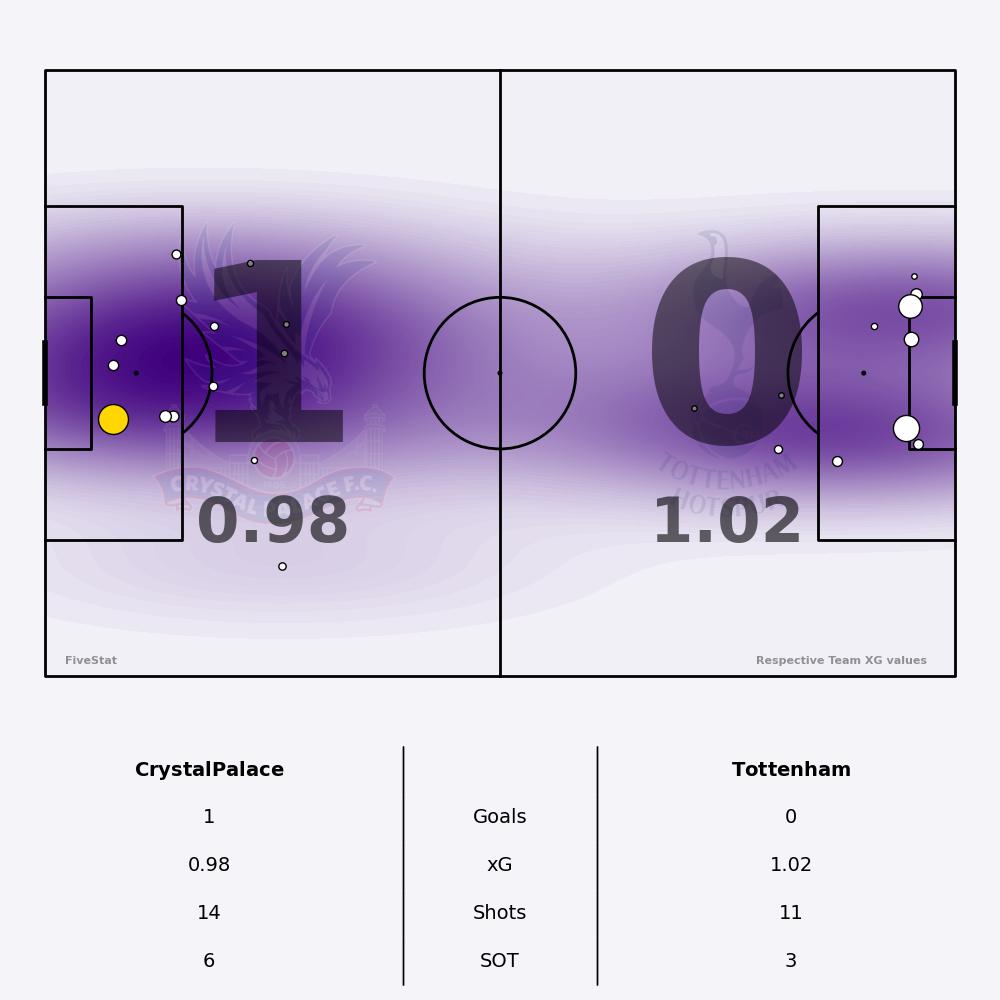 1 0
CRYSTAL PALACE F.C.
TOTTENHAM
HOTSPUR
0.98 1.02
FiveStat Respective Team XG values
CrystalPalace Tottenham
1 Goals 0
0.98 xG 1.02
14 Shots 11
6 SOT 3